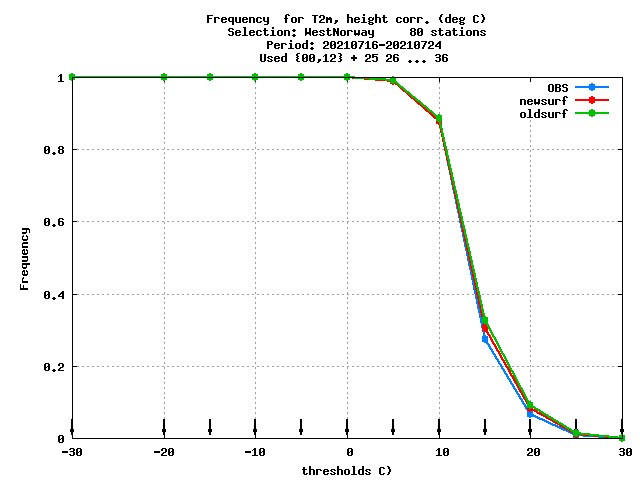 Frequency  for T2m, height corr. (deg C)
Selection: WestNorway     80 stations
Period: 20210716-20210724
Used {00,12} + 25 26 ... 36
OBS
newsurf
oldsurf
1
0.8
0.6
0.4
0.2
0
Frequency
-30 -20 -10 0 10 20 30
thresholds C)